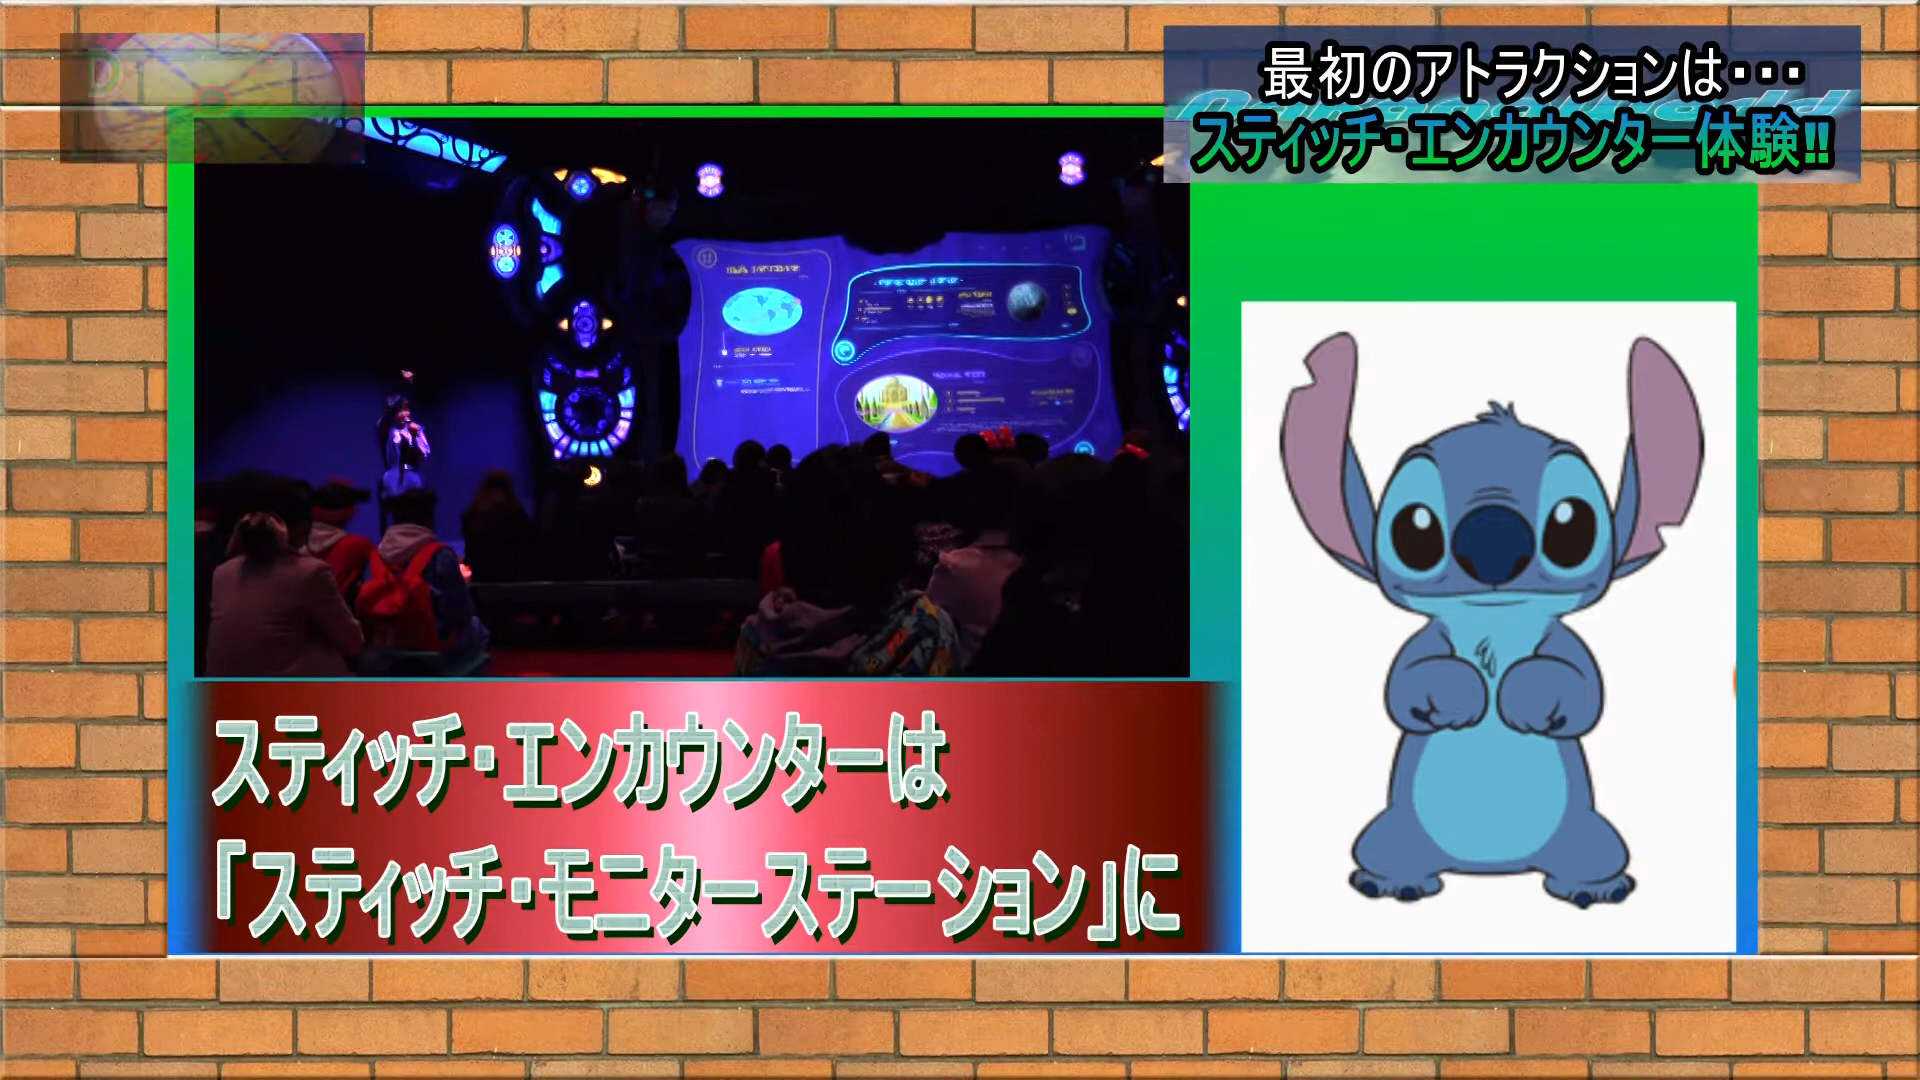 最初のアトラクションは・・・
スティッチ・エンカウンター体験!!
スティッチ・エンカウンターは
「スティッチ・モニターステーション」に